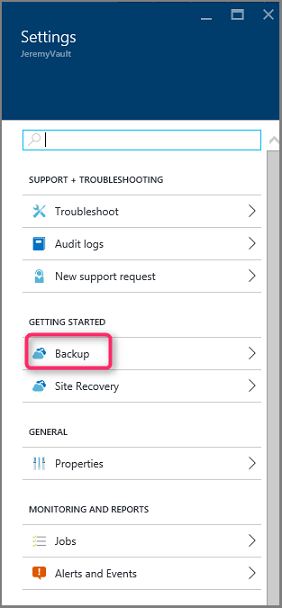 Settings
JeremyVault
SUPPORT + TROUBLESHOOTING
Troubleshoot
Audit logs
New support request
GETTING STARTED
Backup
Site Recovery
GENERAL
Properties
MONITORING AND REPORTS
Jobs
Alerts and Events